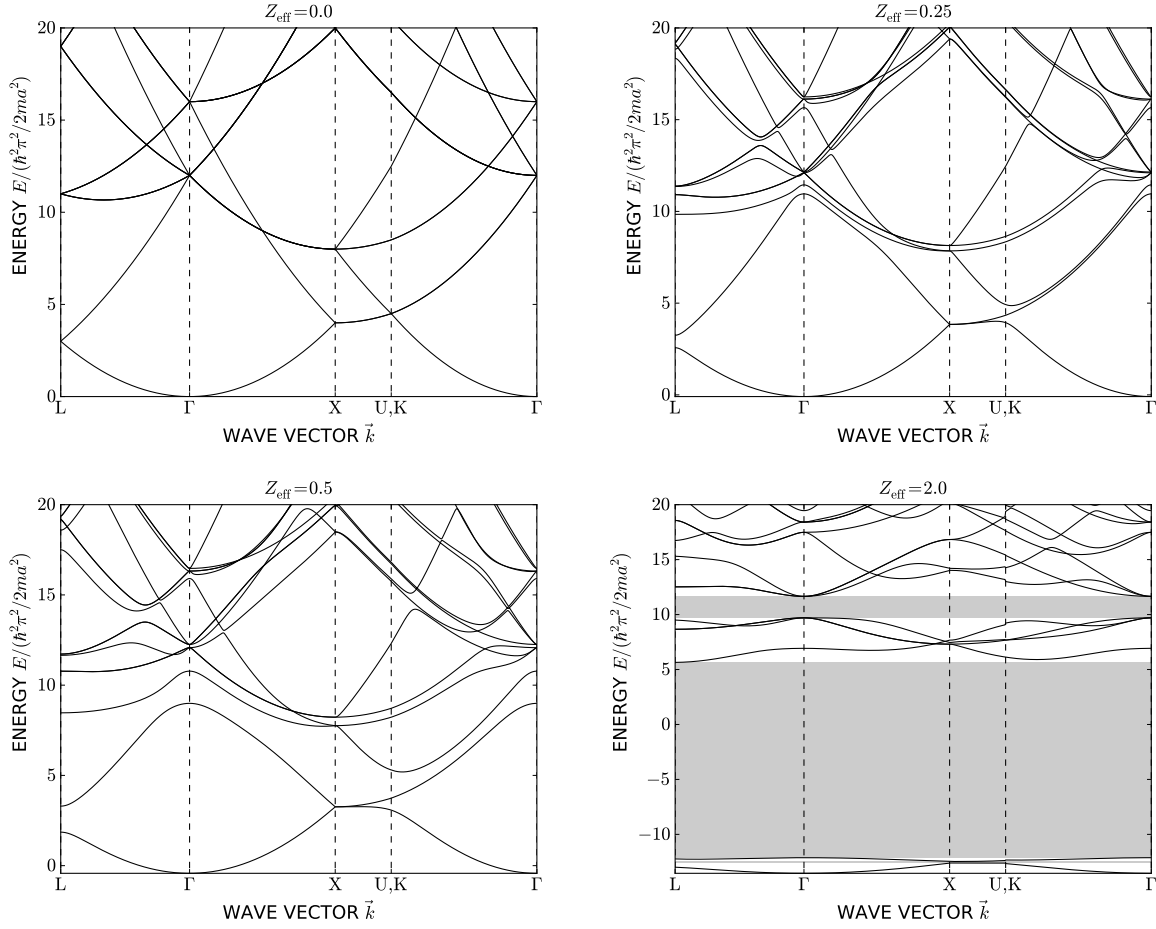 Z_eff=0.0
20
15
10
5
0
ENERGY E/(ħ²π²/2ma²)
L Γ X U,K Γ
WAVE VECTOR k⃗
Z_eff=0.25
20
15
10
5
0
ENERGY E/(ħ²π²/2ma²)
L Γ X U,K Γ
WAVE VECTOR k⃗
Z_eff=0.5
20
15
10
5
0
ENERGY E/(ħ²π²/2ma²)
L Γ X U,K Γ
WAVE VECTOR k⃗
Z_eff=2.0
20
15
10
5
0
−5
−10
ENERGY E/(ħ²π²/2ma²)
L Γ X U,K Γ
WAVE VECTOR k⃗